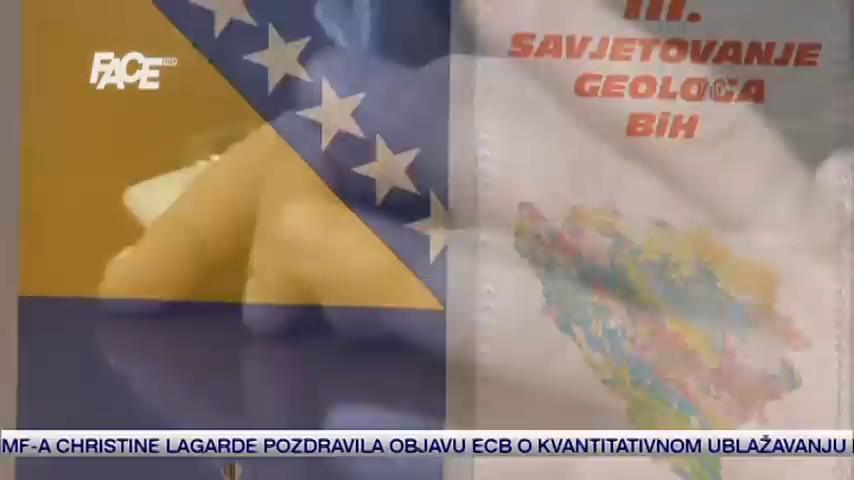 III.
SAVJETOVANJE
GEOLOGA
BiH
FACE
MF-A CHRISTINE LAGARDE POZDRAVILA OBJAVU ECB O KVANTITATIVNOM UBLAŽAVANJU